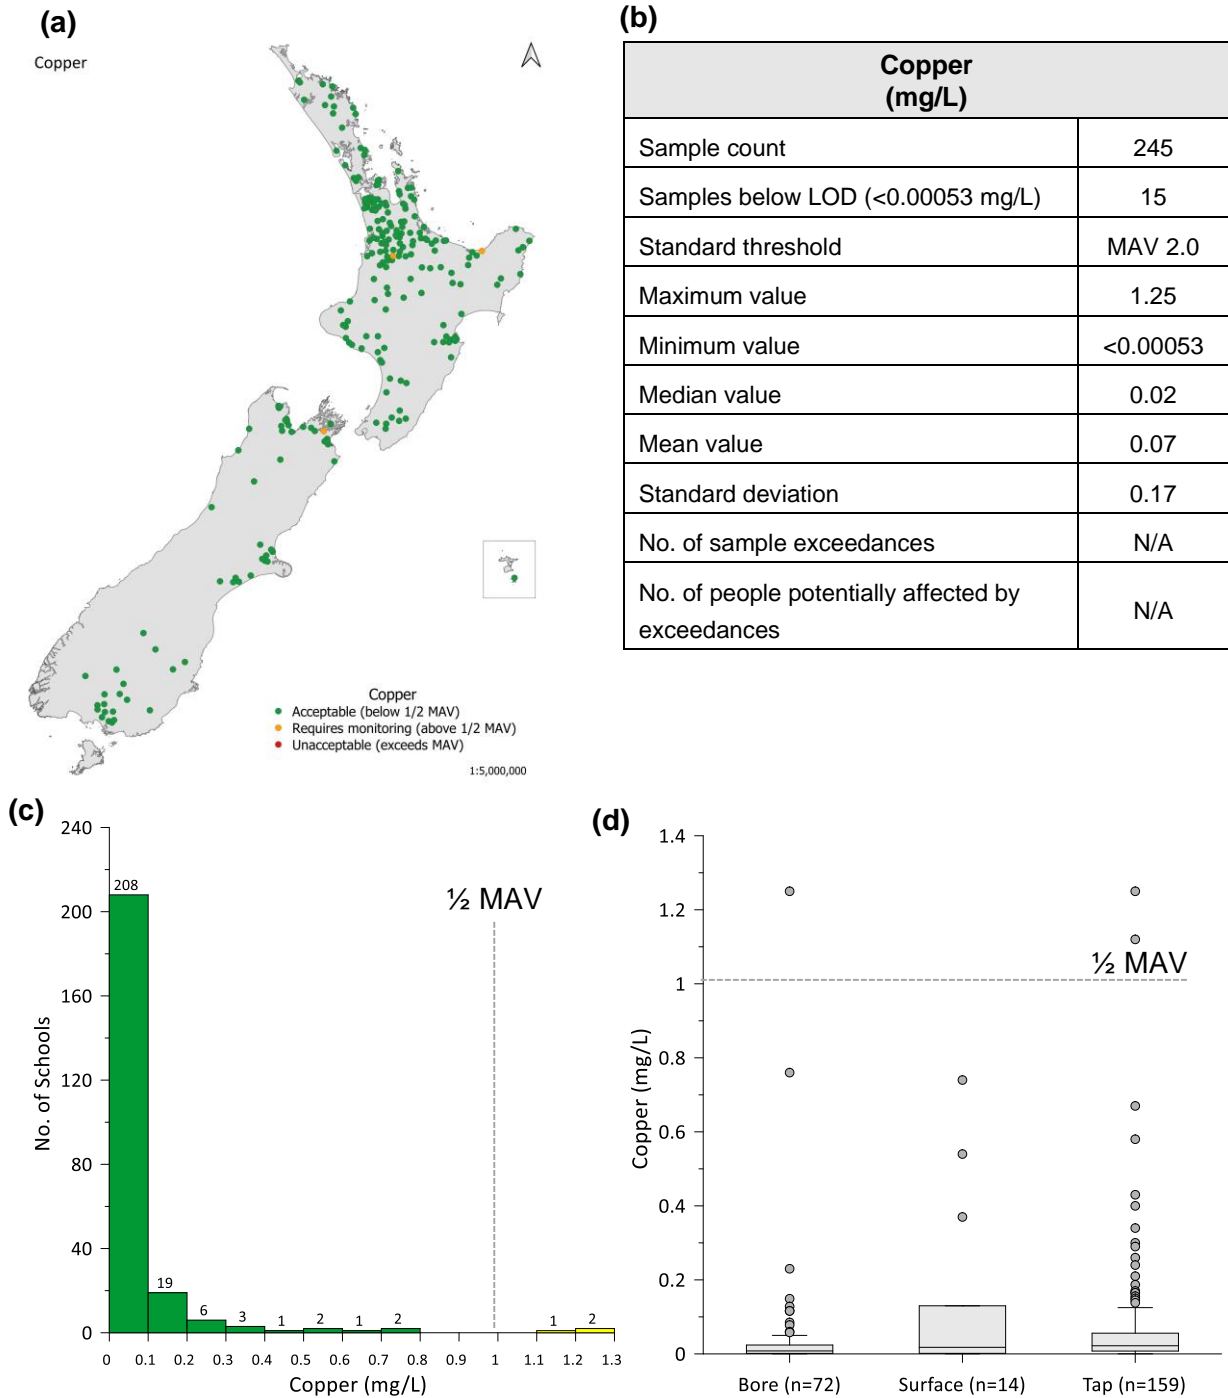 (a)
Copper
Copper
Acceptable (below 1/2 MAV)
Requires monitoring (above 1/2 MAV)
Unacceptable (exceeds MAV)
1:5,000,000
(b)
Copper
(mg/L)
Sample count 245
Samples below LOD (<0.00053 mg/L) 15
Standard threshold MAV 2.0
Maximum value 1.25
Minimum value <0.00053
Median value 0.02
Mean value 0.07
Standard deviation 0.17
No. of sample exceedances N/A
No. of people potentially affected by
exceedances N/A
(c)
240
200
160
120
80
40
0
No. of Schools
208
19
6
3
1
2
1
2
1
2
½ MAV
0 0.1 0.2 0.3 0.4 0.5 0.6 0.7 0.8 0.9 1 1.1 1.2 1.3
Copper (mg/L)
(d)
1.4
1.2
1
0.8
0.6
0.4
0.2
0
Copper (mg/L)
½ MAV
Bore (n=72) Surface (n=14) Tap (n=159)